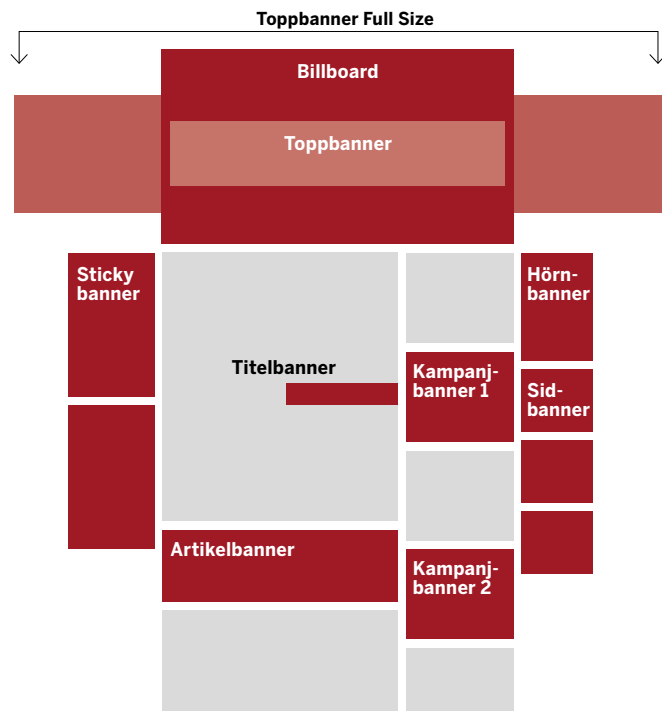 Toppbanner Full Size
Billboard
Toppbanner
Sticky
banner
Hörn-
banner
Titelbanner
Kampanj-
banner 1
Sid-
banner
Artikelbanner
Kampanj-
banner 2